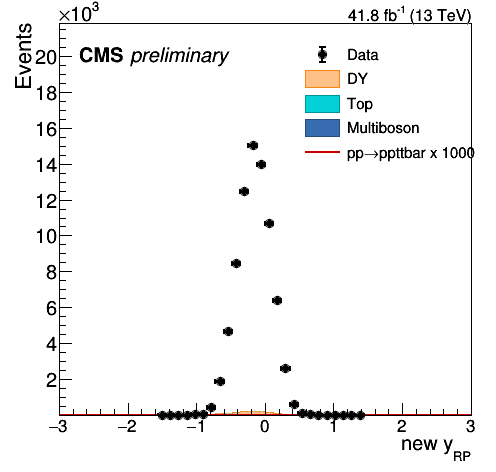 ×10³
41.8 fb⁻¹ (13 TeV)
Events
CMS preliminary
Data
DY
Top
Multiboson
pp→ppttbar x 1000
20
18
16
14
12
10
8
6
4
2
−3 −2 −1 0 1 2 3
new y_RP